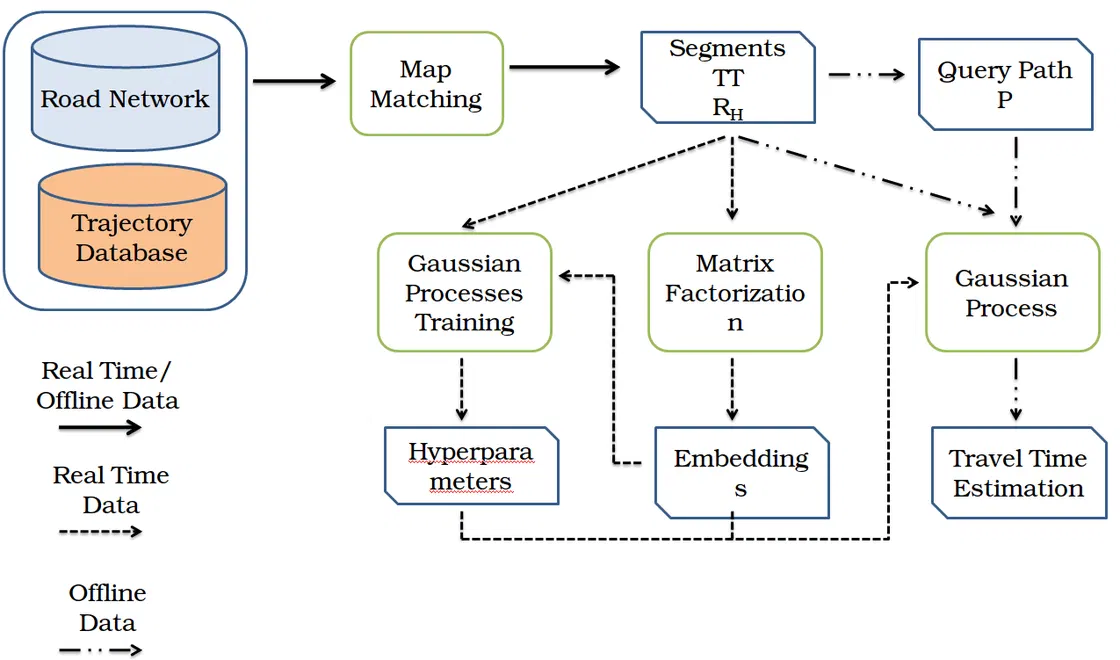 Road Network
Trajectory
Database
Map
Matching
Segments
TT
R_H
Query Path
P
Gaussian
Processes
Training
Matrix
Factorizatio
n
Gaussian
Process
Hyperpara
meters
Embedding
s
Travel Time
Estimation
Real Time/
Offline Data
Real Time
Data
Offline
Data